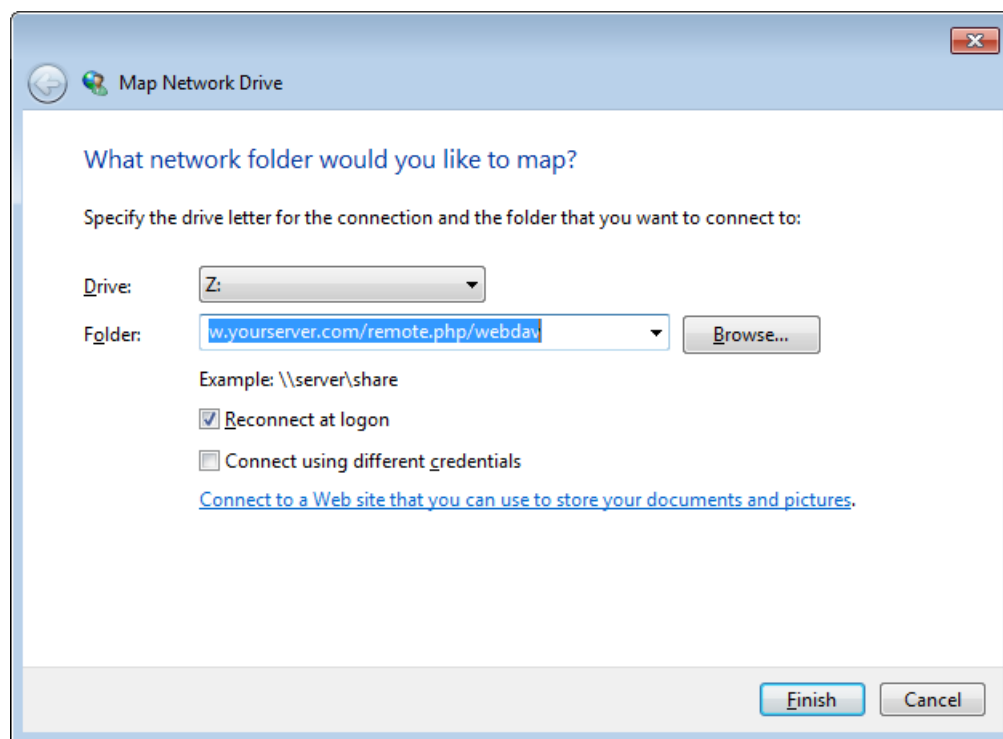 Map Network Drive
What network folder would you like to map?
Specify the drive letter for the connection and the folder that you want to connect to:
Drive: Z:
Folder: w.yourserver.com/remote.php/webdav Browse...
Example: \\server\share
Reconnect at logon
Connect using different credentials
Connect to a Web site that you can use to store your documents and pictures.
Finish Cancel